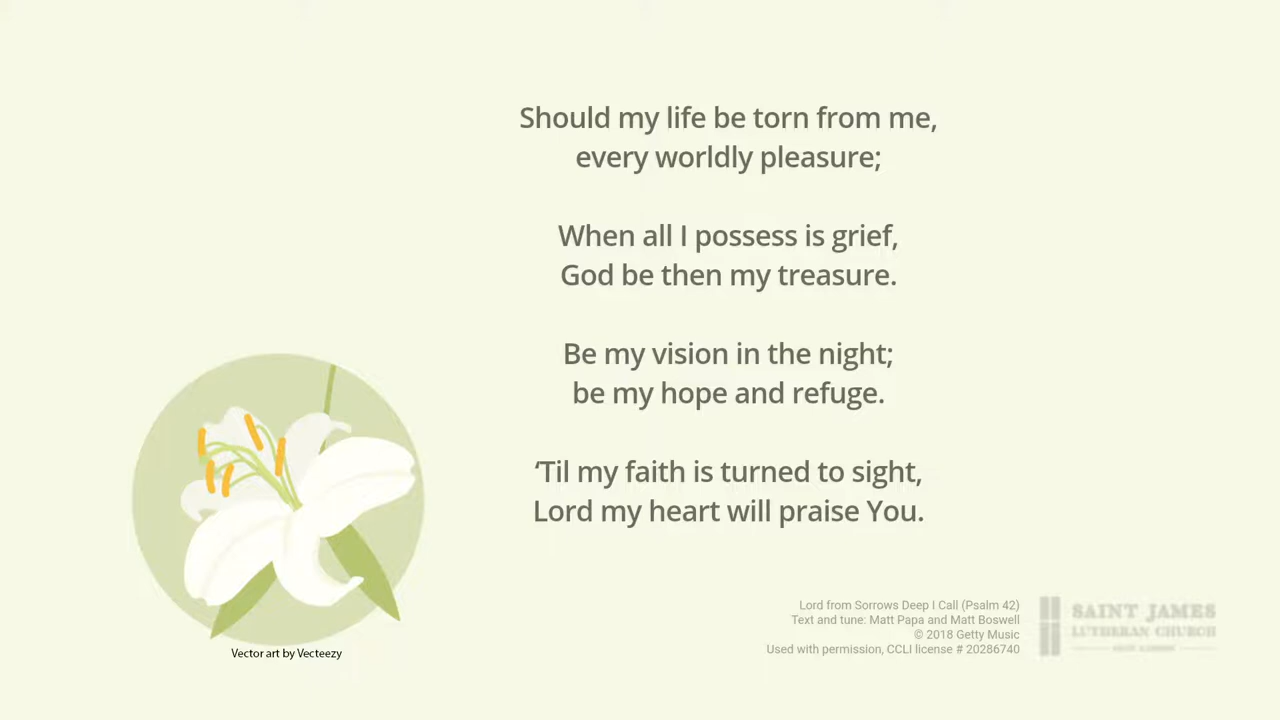 Should my life be torn from me,
every worldly pleasure;
When all I possess is grief,
God be then my treasure.
Be my vision in the night;
be my hope and refuge.
‘Til my faith is turned to sight,
Lord my heart will praise You.
Lord from Sorrows Deep I Call (Psalm 42)
Text and tune: Matt Papa and Matt Boswell
© 2018 Getty Music
Used with permission, CCLI license # 20286740
SAINT JAMES
LUTHERAN CHURCH
Vector art by Vecteezy